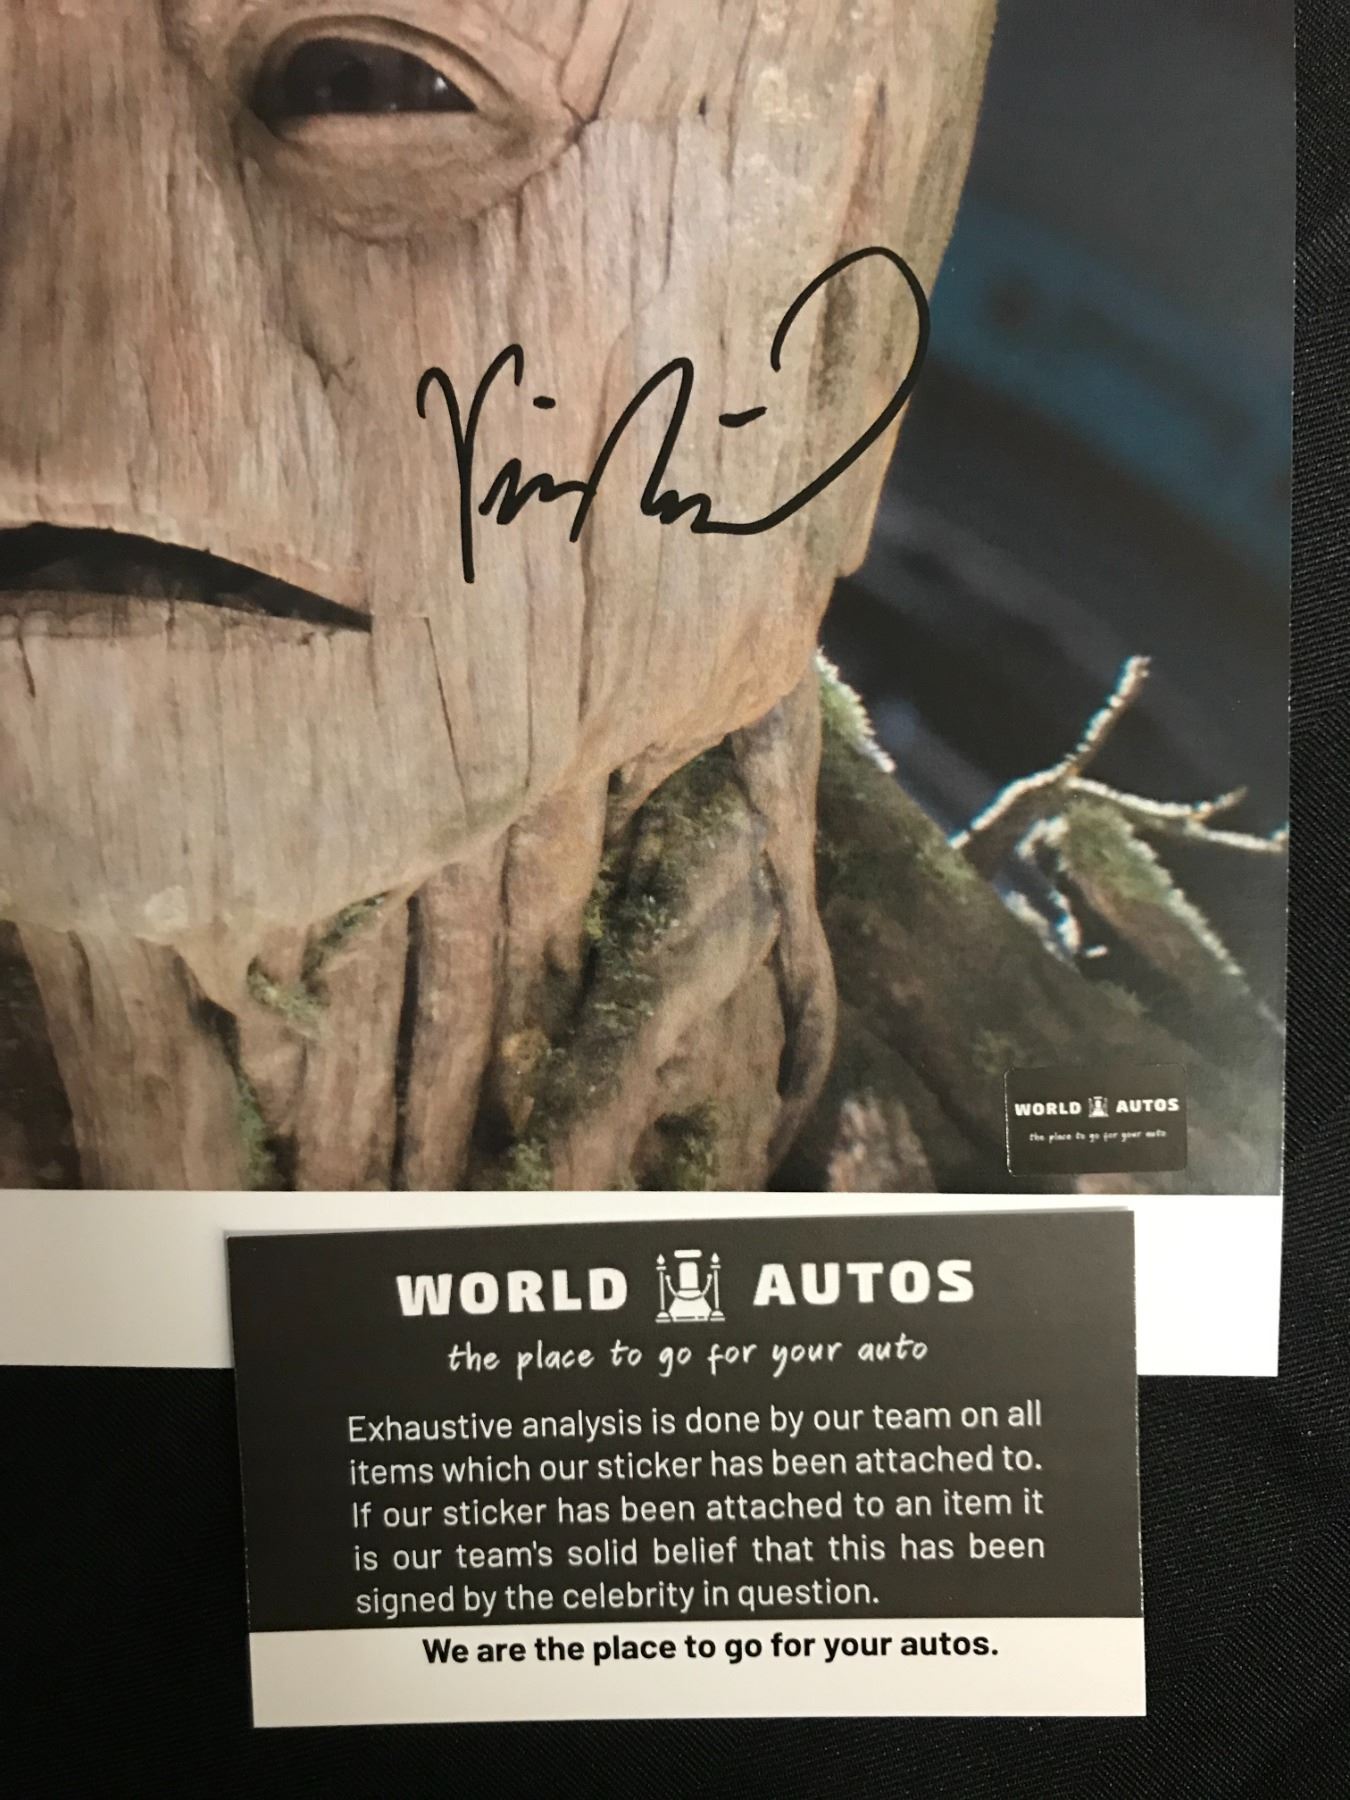 Vin Diesel
WORLD AUTOS
the place to go for your auto
WORLD AUTOS
the place to go for your auto
Exhaustive analysis is done by our team on all
items which our sticker has been attached to.
If our sticker has been attached to an item it
is our team's solid belief that this has been
signed by the celebrity in question.
We are the place to go for your autos.